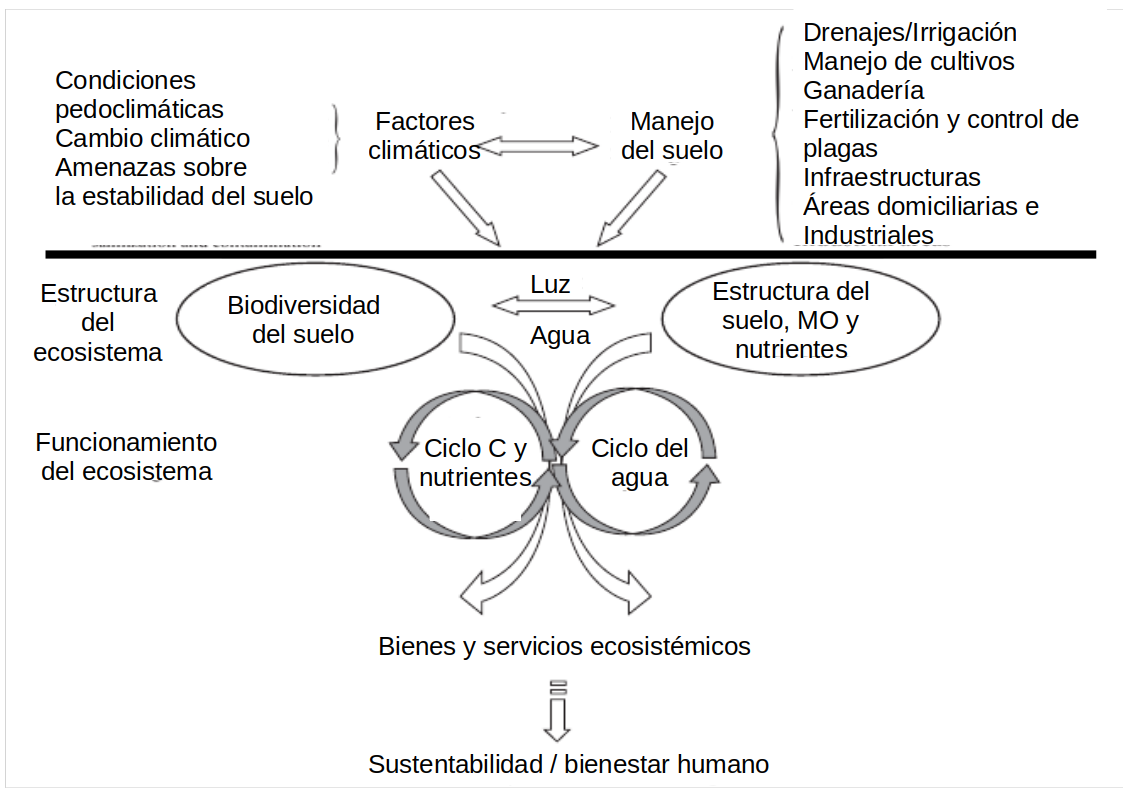 Condiciones
pedoclimáticas
Cambio climático
Amenazas sobre
la estabilidad del suelo
Factores
climáticos
Manejo
del suelo
Drenajes/Irrigación
Manejo de cultivos
Ganadería
Fertilización y control de
plagas
Infraestructuras
Áreas domiciliarias e
Industriales
Estructura
del
ecosistema
Biodiversidad
del suelo
Luz
Agua
Estructura del
suelo, MO y
nutrientes
Funcionamiento
del ecosistema
Ciclo C y
nutrientes
Ciclo del
agua
Bienes y servicios ecosistémicos
Sustentabilidad / bienestar humano